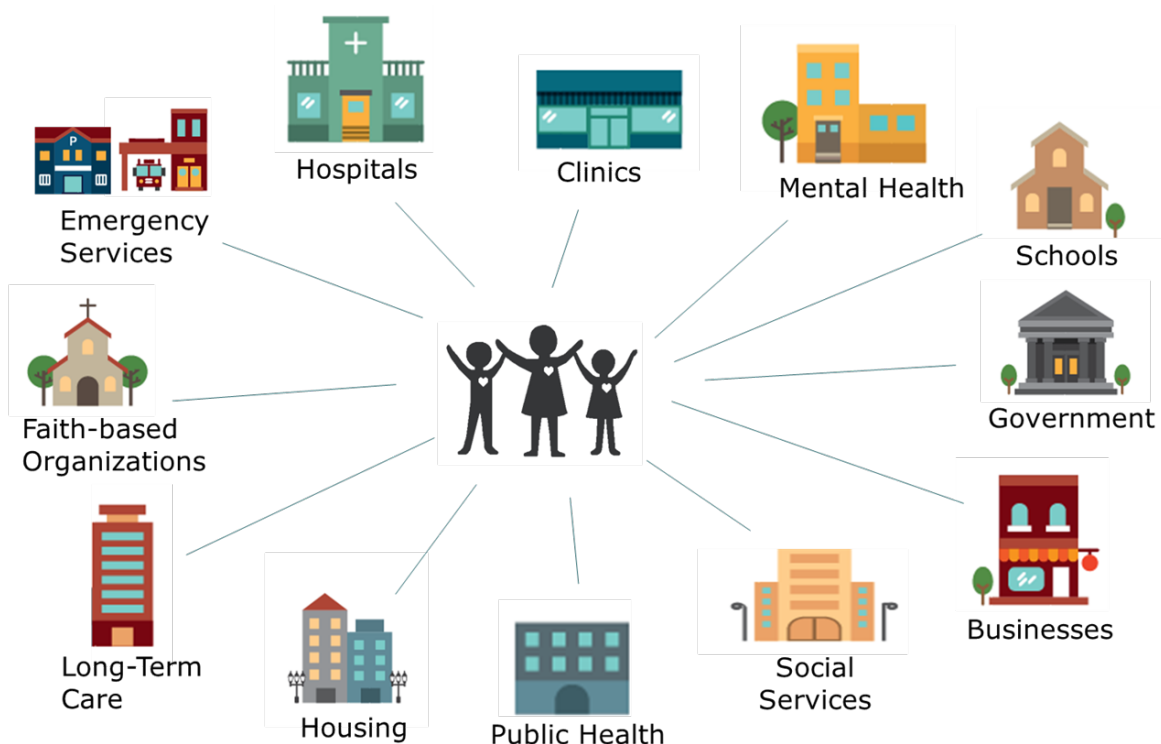 Hospitals
Clinics
Mental Health
P
Emergency
Services
Schools
Faith-based
Organizations
Government
Long-Term
Care
Housing
Public Health
Social
Services
Businesses